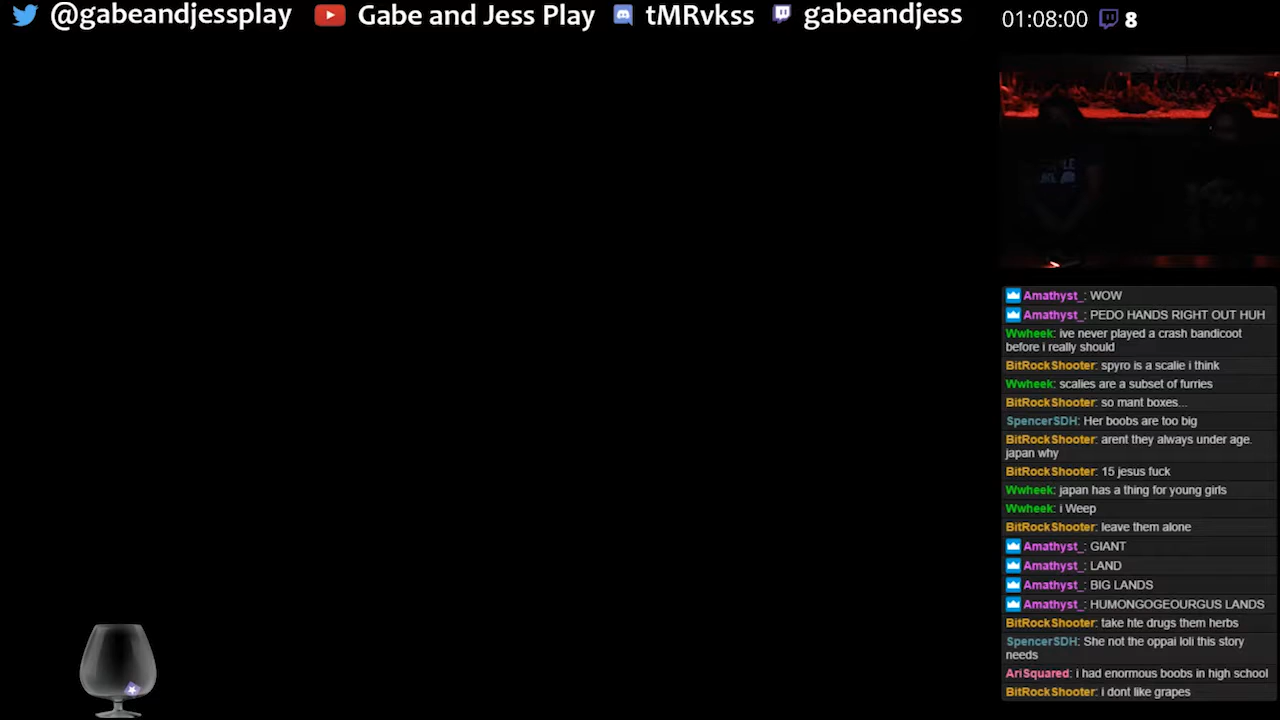 @gabeandjessplay Gabe and Jess Play tMRvkss gabeandjess
01:08:00 8
Amathyst_: WOW
Amathyst_: PEDO HANDS RIGHT OUT HUH
Wwheek: ive never played a crash bandicoot
before i really should
BitRockShooter: spyro is a scalie i think
Wwheek: scalies are a subset of furries
BitRockShooter: so mant boxes...
SpencerSDH: Her boobs are too big
BitRockShooter: arent they always under age.
japan why
BitRockShooter: 15 jesus fuck
Wwheek: japan has a thing for young girls
Wwheek: i Weep
BitRockShooter: leave them alone
Amathyst_: GIANT
Amathyst_: LAND
Amathyst_: BIG LANDS
Amathyst_: HUMONGOGEOURGUS LANDS
BitRockShooter: take hte drugs them herbs
SpencerSDH: She not the oppai loli this story
needs
AriSquared: i had enormous boobs in high school
BitRockShooter: i dont like grapes